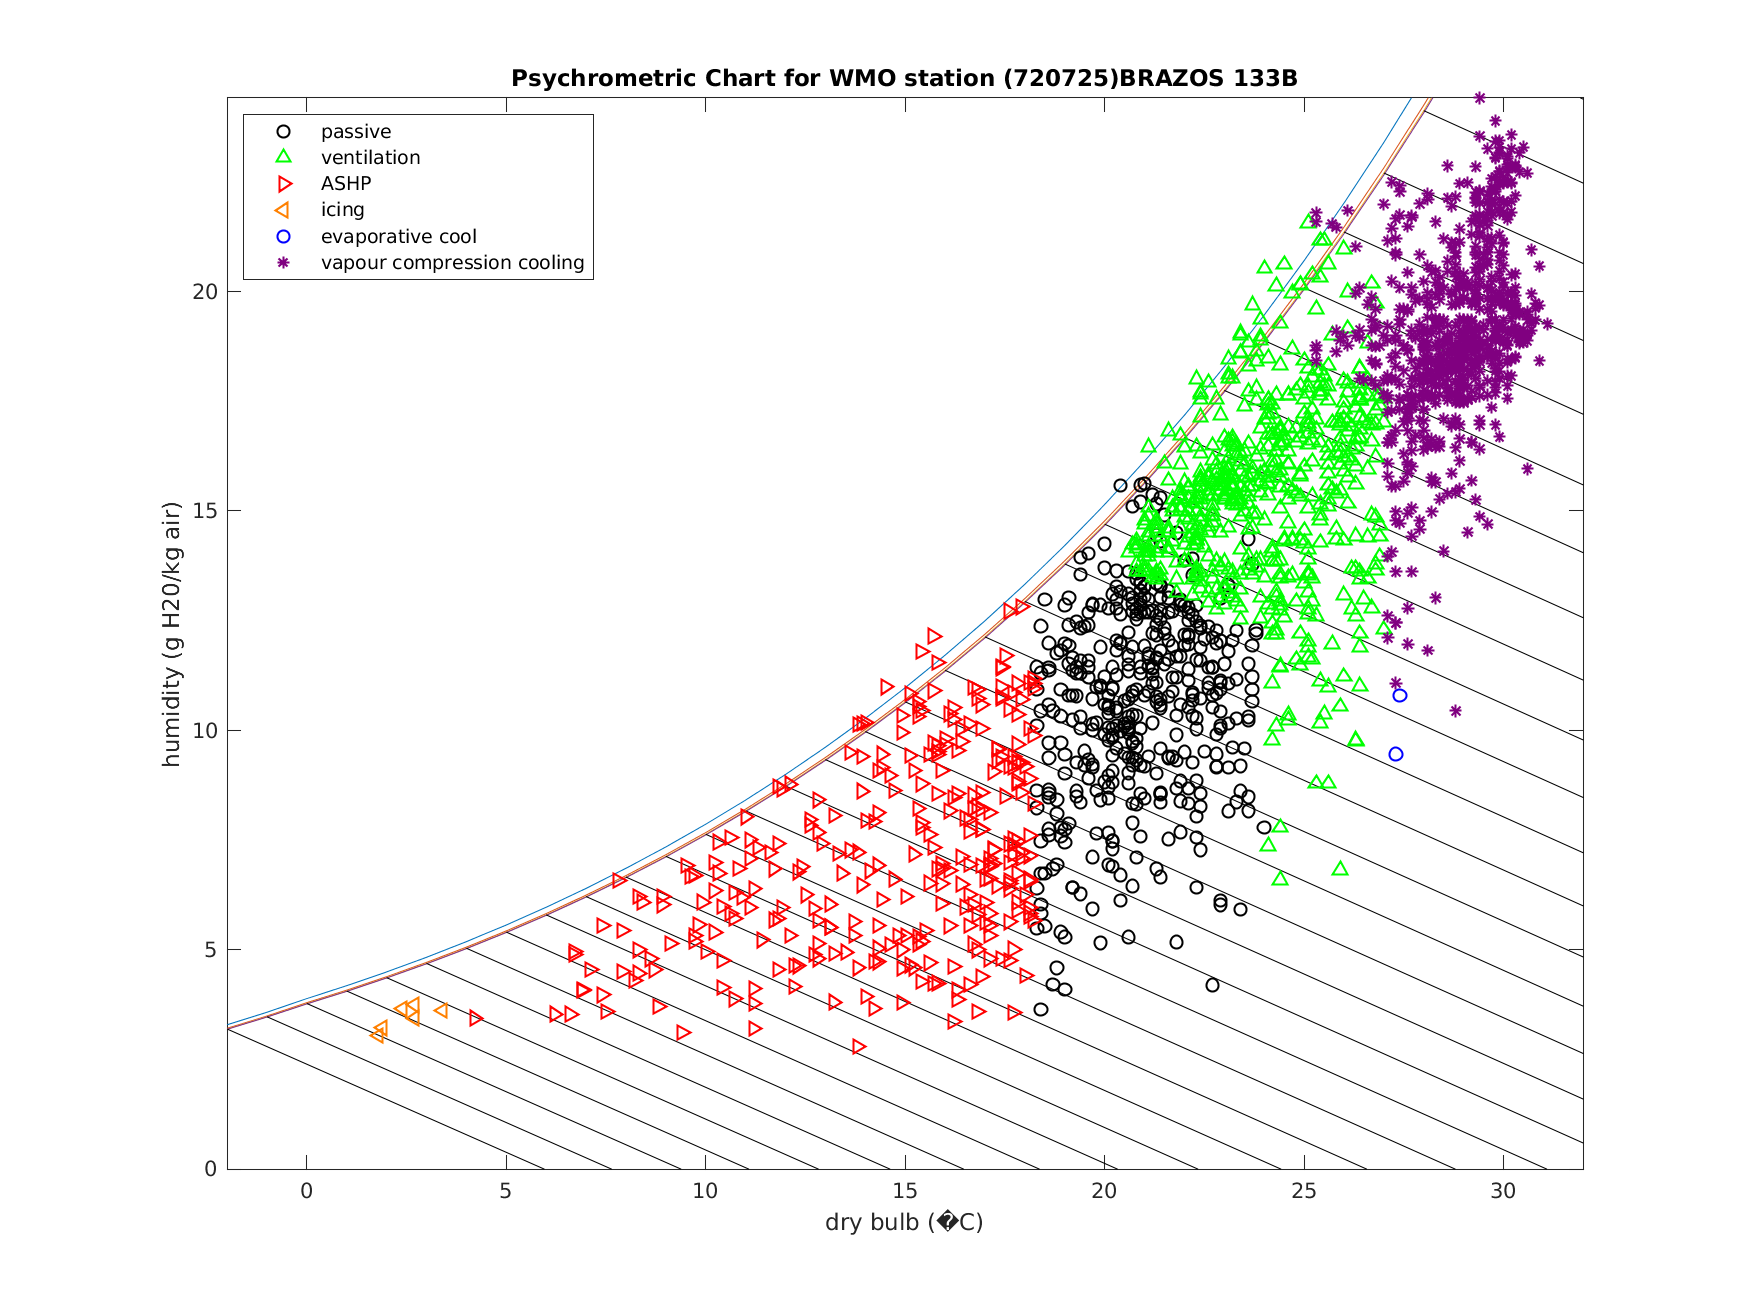 Psychrometric Chart for WMO station (720725)BRAZOS 133B
passive
ventilation
ASHP
icing
evaporative cool
vapour compression cooling
humidity (g H20/kg air)
20
15
10
5
0
0 5 10 15 20 25 30
dry bulb (�C)